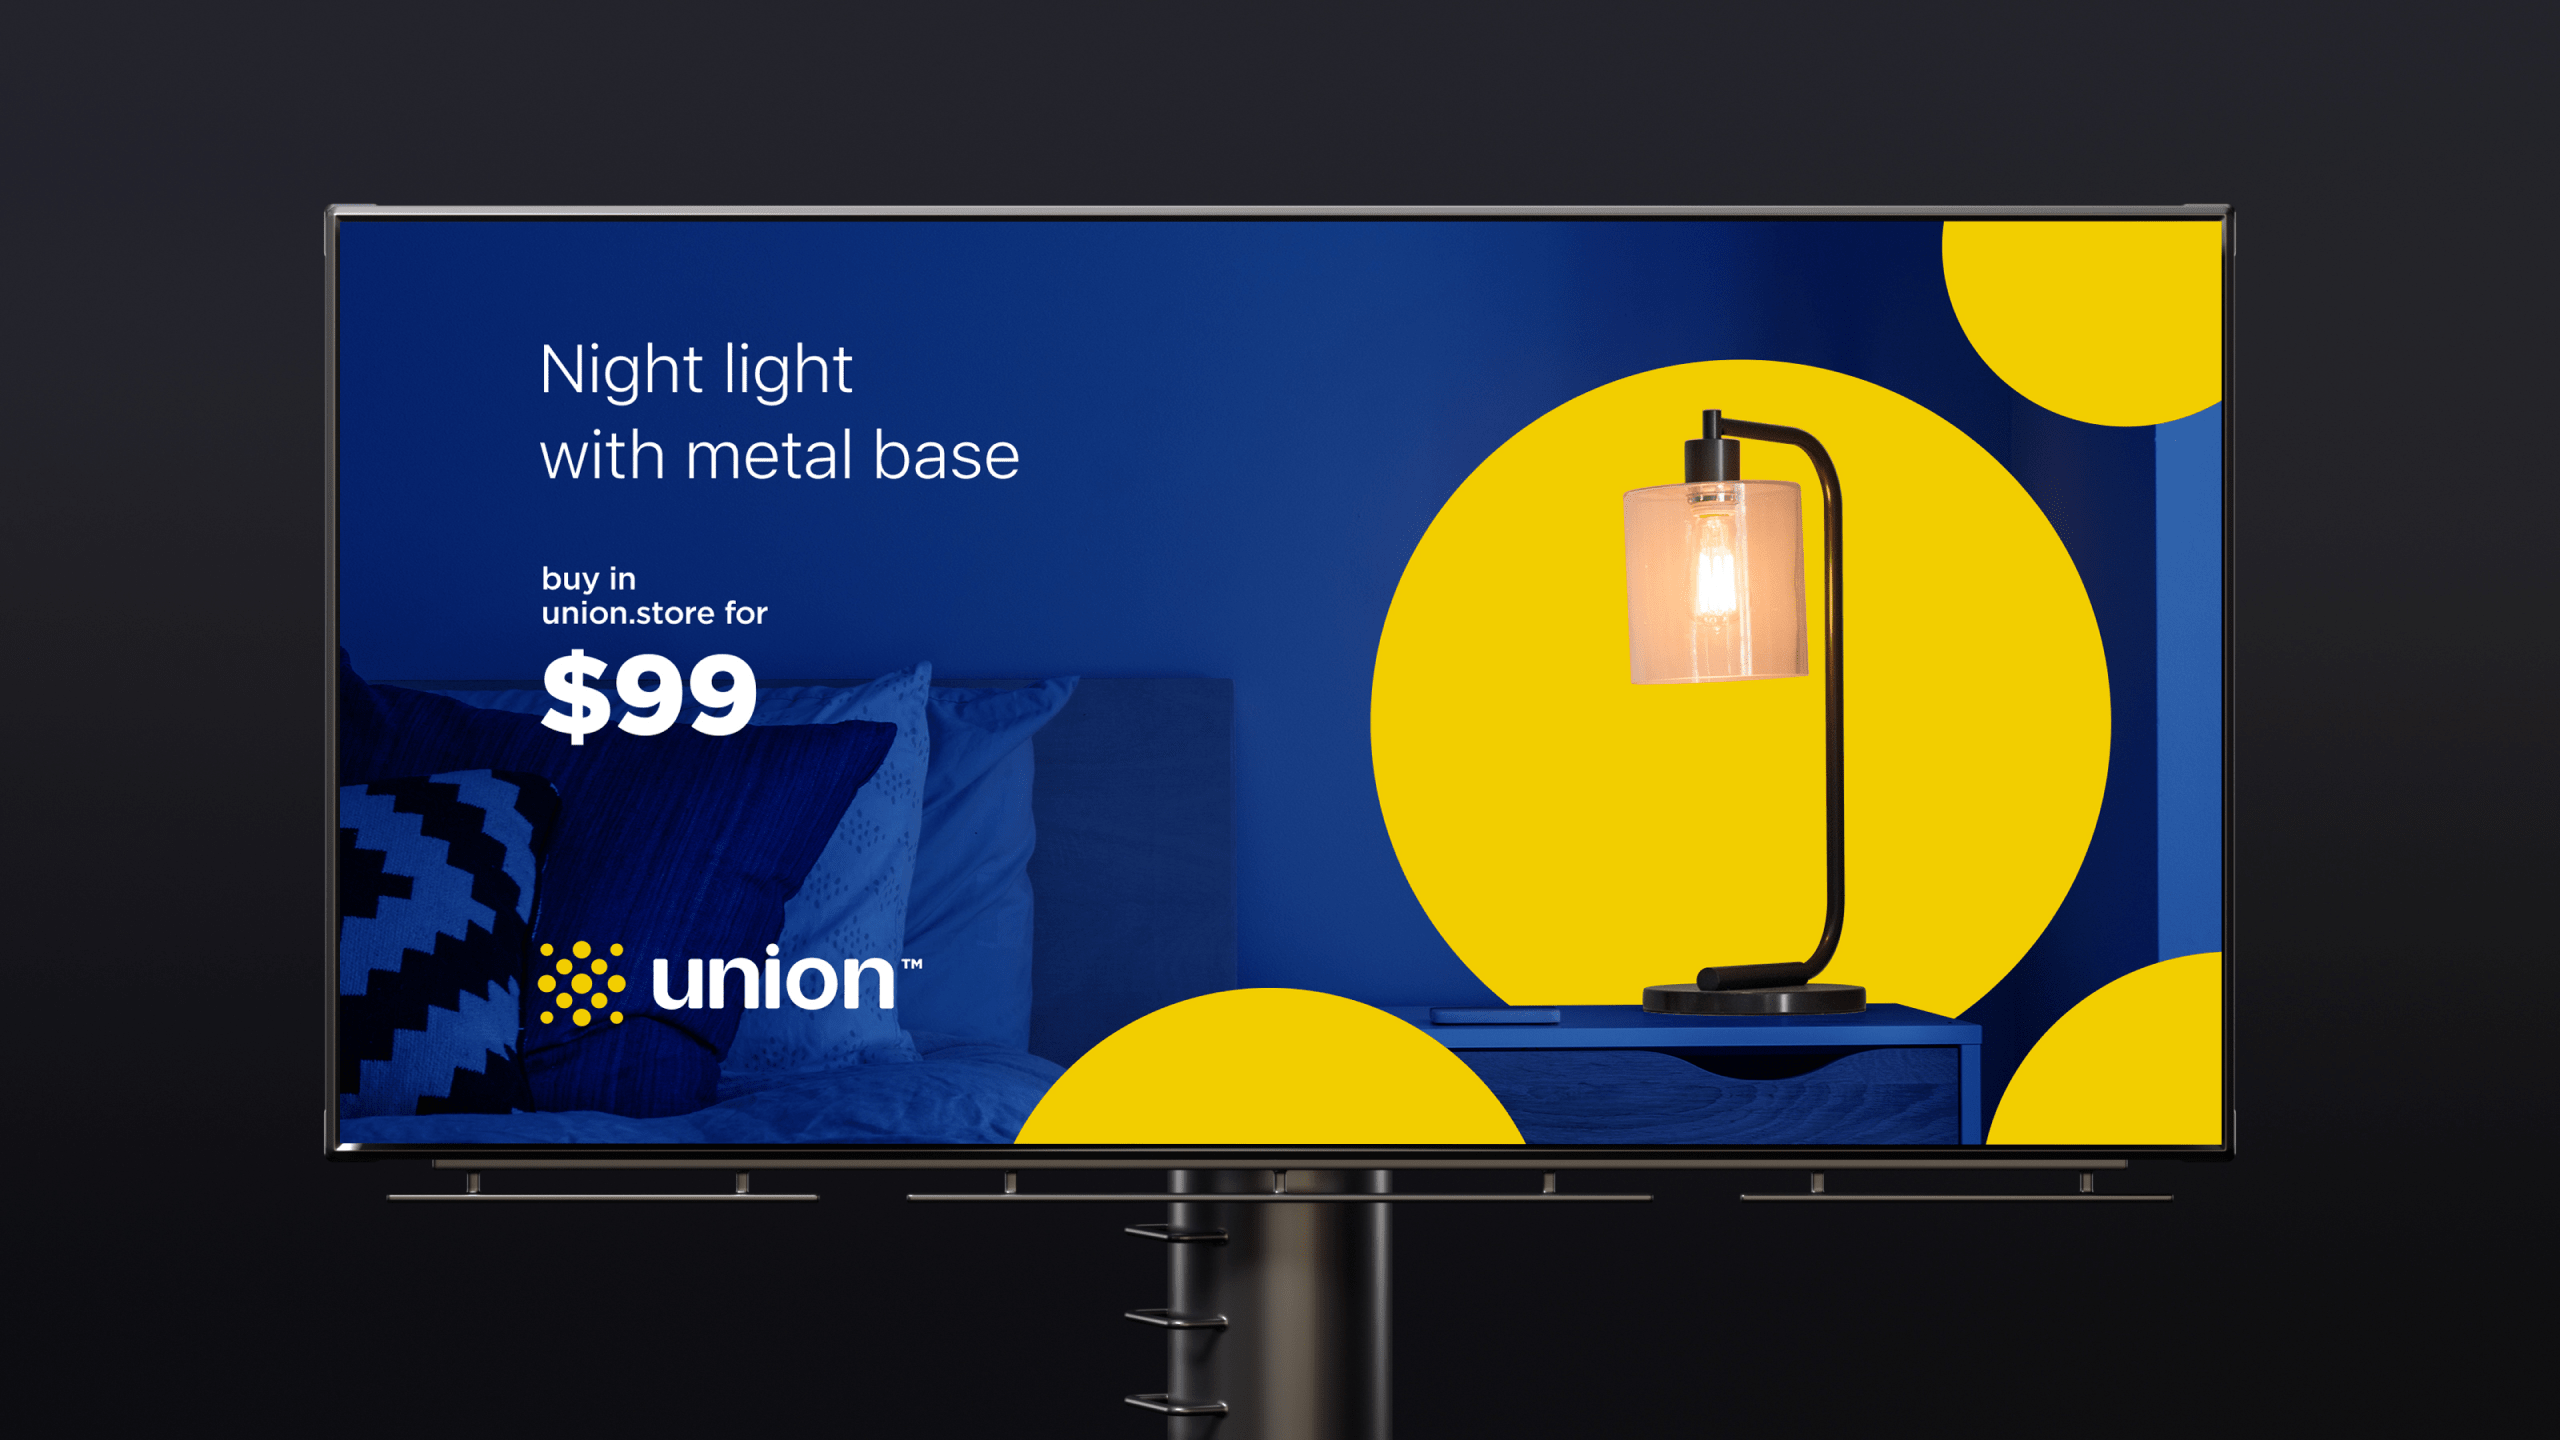 Night light
with metal base
buy in
union.store for
$99
union™